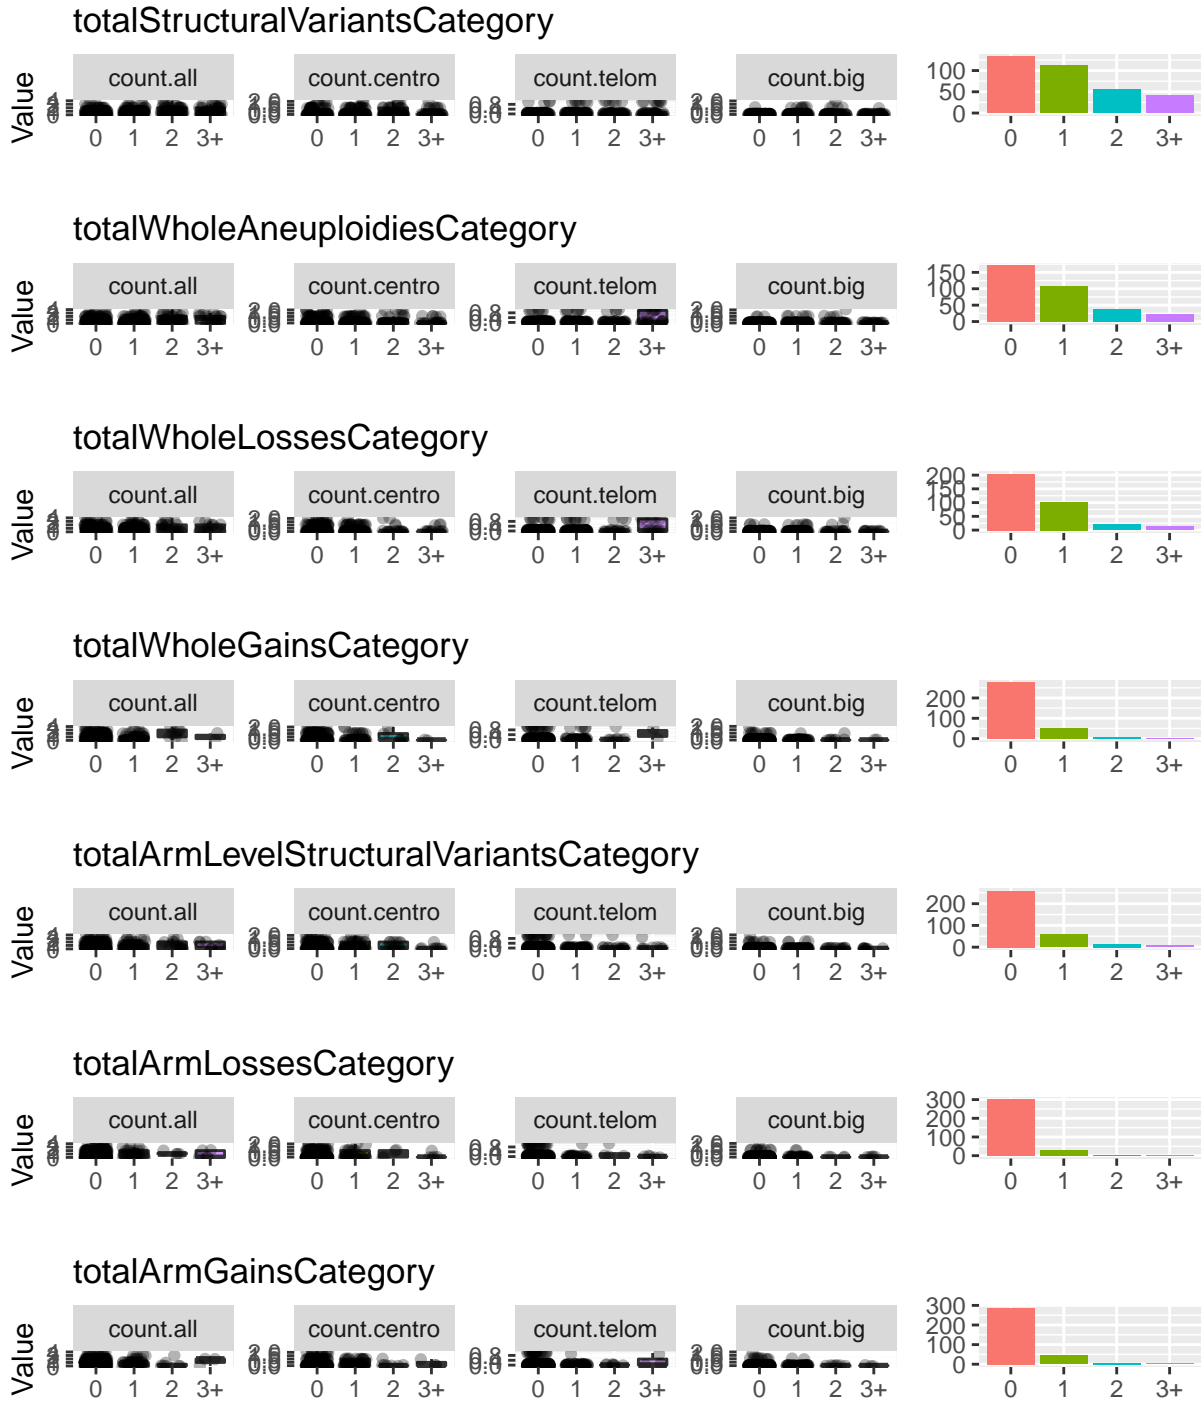 totalStructuralVariantsCategory
Value
count.all count.centro count.telom count.big
100
50
0
0 1 2 3+ 0 1 2 3+ 0 1 2 3+ 0 1 2 3+ 0 1 2 3+
totalWholeAneuploidiesCategory
Value
count.all count.centro count.telom count.big
150
100
50
0
0 1 2 3+ 0 1 2 3+ 0 1 2 3+ 0 1 2 3+ 0 1 2 3+
totalWholeLossesCategory
Value
count.all count.centro count.telom count.big
200
150
100
50
0
0 1 2 3+ 0 1 2 3+ 0 1 2 3+ 0 1 2 3+ 0 1 2 3+
totalWholeGainsCategory
Value
count.all count.centro count.telom count.big
200
100
0
0 1 2 3+ 0 1 2 3+ 0 1 2 3+ 0 1 2 3+ 0 1 2 3+
totalArmLevelStructuralVariantsCategory
Value
count.all count.centro count.telom count.big
200
100
0
0 1 2 3+ 0 1 2 3+ 0 1 2 3+ 0 1 2 3+ 0 1 2 3+
totalArmLossesCategory
Value
count.all count.centro count.telom count.big
300
200
100
0
0 1 2 3+ 0 1 2 3+ 0 1 2 3+ 0 1 2 3+ 0 1 2 3+
totalArmGainsCategory
Value
count.all count.centro count.telom count.big
300
200
100
0
0 1 2 3+ 0 1 2 3+ 0 1 2 3+ 0 1 2 3+ 0 1 2 3+